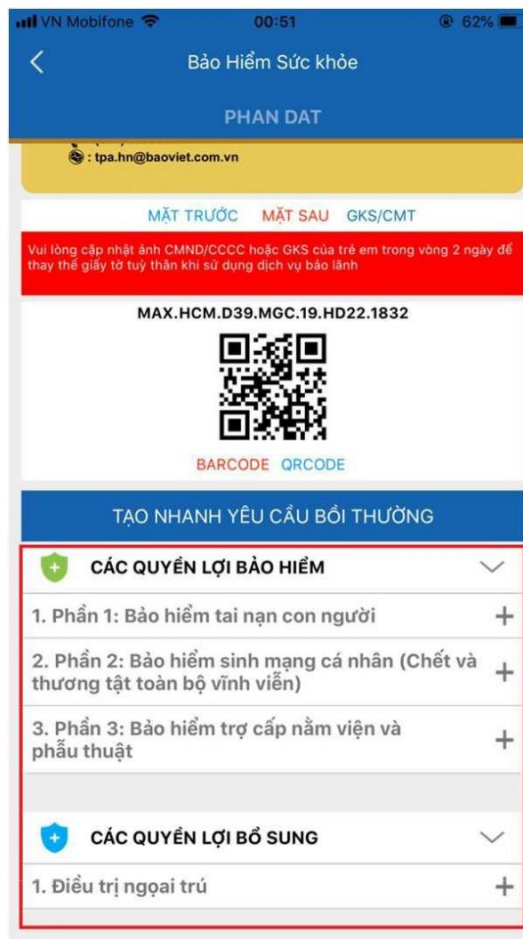 VN Mobifone 00:51 62%
Bảo Hiểm Sức khỏe
PHAN DAT
: tpa.hn@baoviet.com.vn
MẶT TRƯỚC MẶT SAU GKS/CMT
Vui lòng cập nhật ảnh CMND/CCCC hoặc GKS của trẻ em trong vòng 2 ngày để
thay thế giấy tờ tuỳ thân khi sử dụng dịch vụ bảo lãnh
MAX.HCM.D39.MGC.19.HD22.1832
BARCODE QRCODE
TẠO NHANH YÊU CẦU BỒI THƯỜNG
CÁC QUYỀN LỢI BẢO HIỂM
1. Phần 1: Bảo hiểm tai nạn con người
2. Phần 2: Bảo hiểm sinh mạng cá nhân (Chết và
thương tật toàn bộ vĩnh viễn)
3. Phần 3: Bảo hiểm trợ cấp nằm viện và
phẫu thuật
CÁC QUYỀN LỢI BỔ SUNG
1. Điều trị ngoại trú